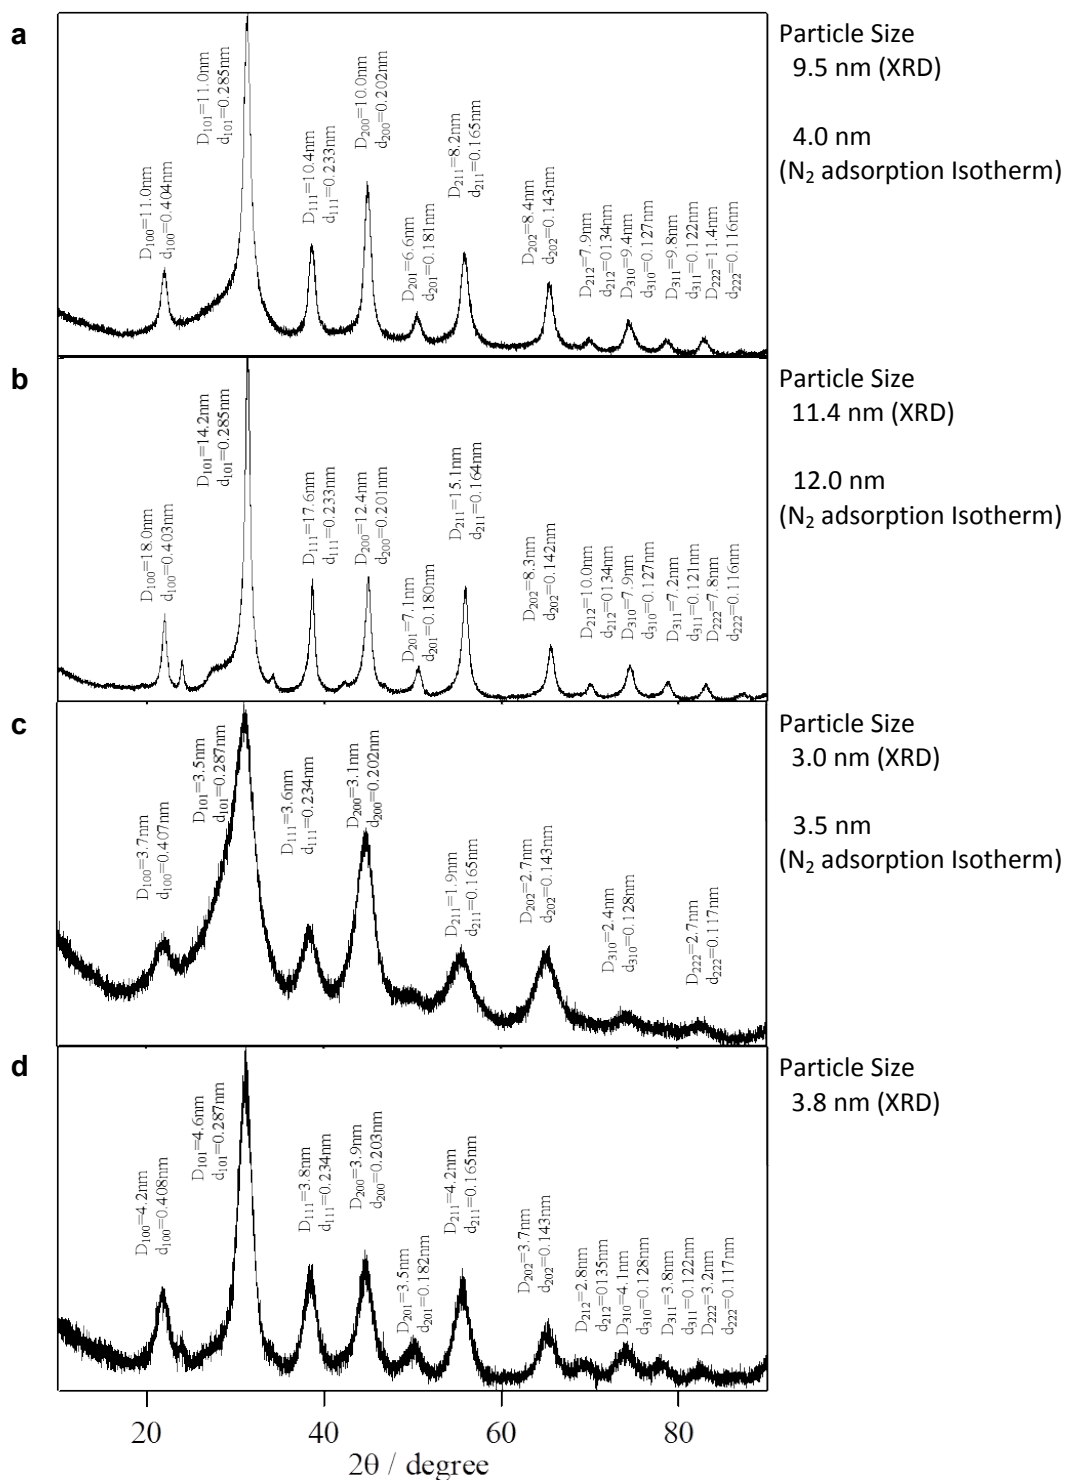 a
D₁₀₀=11.0nm
d₁₀₀=0.404nm
D₁₀₁=11.0nm
d₁₀₁=0.285nm
D₁₁₁=10.4nm
d₁₁₁=0.233nm
D₂₀₀=10.0nm
d₂₀₀=0.202nm
D₂₀₁=6.6nm
d₂₀₁=0.181nm
D₂₁₁=8.2nm
d₂₁₁=0.165nm
D₂₀₂=8.4nm
d₂₀₂=0.143nm
D₂₁₂=7.9nm
d₂₁₂=0134nm
D₃₁₀=9.4nm
d₃₁₀=0.127nm
D₃₁₁=9.8nm
d₃₁₁=0.122nm
D₂₂₂=11.4nm
d₂₂₂=0.116nm
Particle Size
9.5 nm (XRD)
4.0 nm
(N₂ adsorption Isotherm)
b
D₁₀₀=18.0nm
d₁₀₀=0.403nm
D₁₀₁=14.2nm
d₁₀₁=0.285nm
D₁₁₁=17.6nm
d₁₁₁=0.233nm
D₂₀₀=12.4nm
d₂₀₀=0.201nm
D₂₀₁=7.1nm
d₂₀₁=0.180nm
D₂₁₁=15.1nm
d₂₁₁=0.164nm
D₂₀₂=8.3nm
d₂₀₂=0.142nm
D₂₁₂=10.0nm
d₂₁₂=0134nm
D₃₁₀=7.9nm
d₃₁₀=0.127nm
D₃₁₁=7.2nm
d₃₁₁=0.121nm
D₂₂₂=7.8nm
d₂₂₂=0.116nm
Particle Size
11.4 nm (XRD)
12.0 nm
(N₂ adsorption Isotherm)
c
D₁₀₀=3.7nm
d₁₀₀=0.407nm
D₁₀₁=3.5nm
d₁₀₁=0.287nm
D₁₁₁=3.6nm
d₁₁₁=0.234nm
D₂₀₀=3.1nm
d₂₀₀=0.202nm
D₂₁₁=1.9nm
d₂₁₁=0.165nm
D₂₀₂=2.7nm
d₂₀₂=0.143nm
D₃₁₀=2.4nm
d₃₁₀=0.128nm
D₂₂₂=2.7nm
d₂₂₂=0.117nm
Particle Size
3.0 nm (XRD)
3.5 nm
(N₂ adsorption Isotherm)
d
D₁₀₀=4.2nm
d₁₀₀=0.408nm
D₁₀₁=4.6nm
d₁₀₁=0.287nm
D₁₁₁=3.8nm
d₁₁₁=0.234nm
D₂₀₀=3.9nm
d₂₀₀=0.203nm
D₂₀₁=3.5nm
d₂₀₁=0.182nm
D₂₁₁=4.2nm
d₂₁₁=0.165nm
D₂₀₂=3.7nm
d₂₀₂=0.143nm
D₂₁₂=2.8nm
d₂₁₂=0135nm
D₃₁₀=4.1nm
d₃₁₀=0.128nm
D₃₁₁=3.8nm
d₃₁₁=0.122nm
D₂₂₂=3.2nm
d₂₂₂=0.117nm
Particle Size
3.8 nm (XRD)
20 40 60 80
2θ / degree